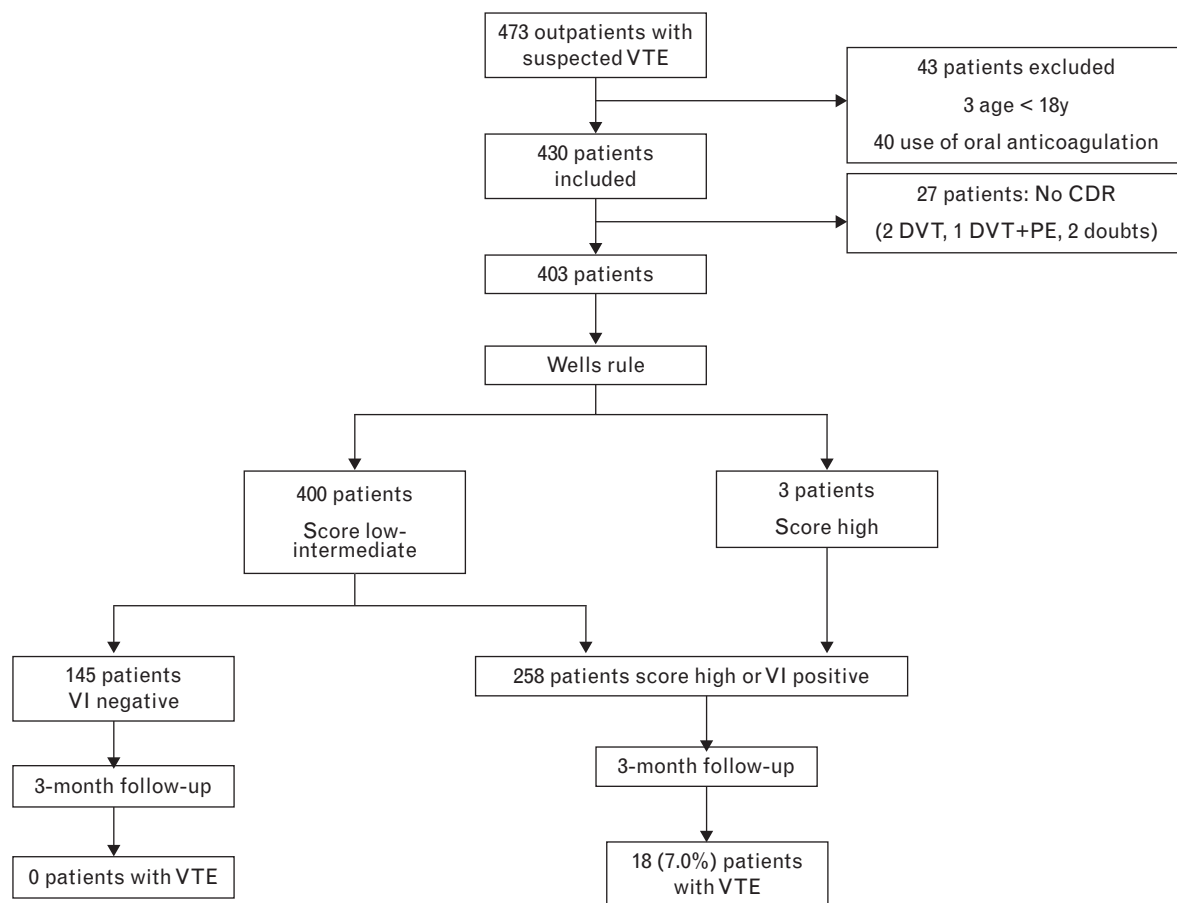 473 outpatients with
suspected VTE
43 patients excluded
3 age < 18y
40 use of oral anticoagulation
430 patients
included
27 patients: No CDR
(2 DVT, 1 DVT+PE, 2 doubts)
403 patients
Wells rule
400 patients
Score low-
intermediate
3 patients
Score high
145 patients
VI negative
258 patients score high or VI positive
3-month follow-up
3-month follow-up
0 patients with VTE
18 (7.0%) patients
with VTE